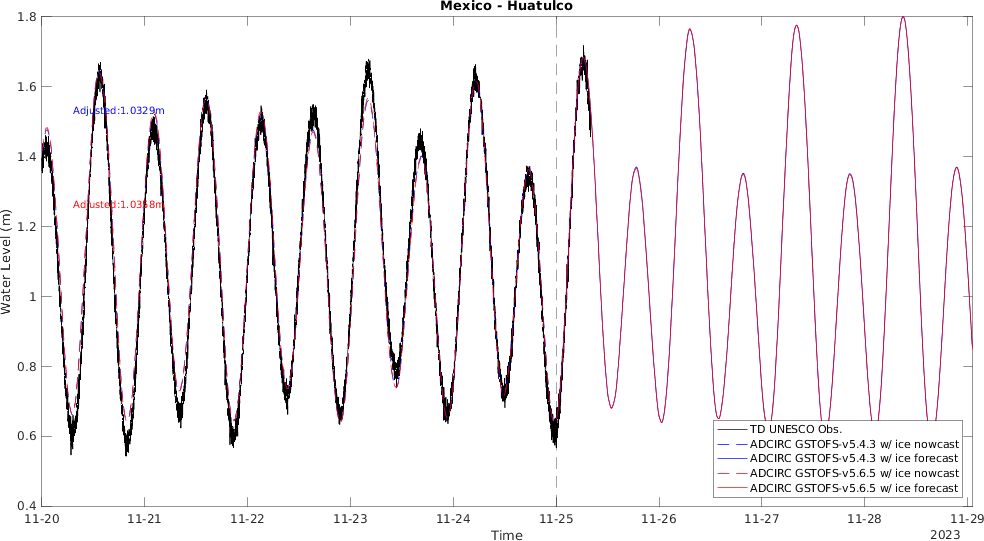 Mexico - Huatulco
1.8
1.6
1.4
1.2
1
0.8
0.6
0.4
Water Level (m)
Adjusted:1.0329m
Adjusted:1.0358m
TD UNESCO Obs.
ADCIRC GSTOFS-v5.4.3 w/ ice nowcast
ADCIRC GSTOFS-v5.4.3 w/ ice forecast
ADCIRC GSTOFS-v5.6.5 w/ ice nowcast
ADCIRC GSTOFS-v5.6.5 w/ ice forecast
11-20 11-21 11-22 11-23 11-24 11-25 11-26 11-27 11-28 11-29
Time
2023